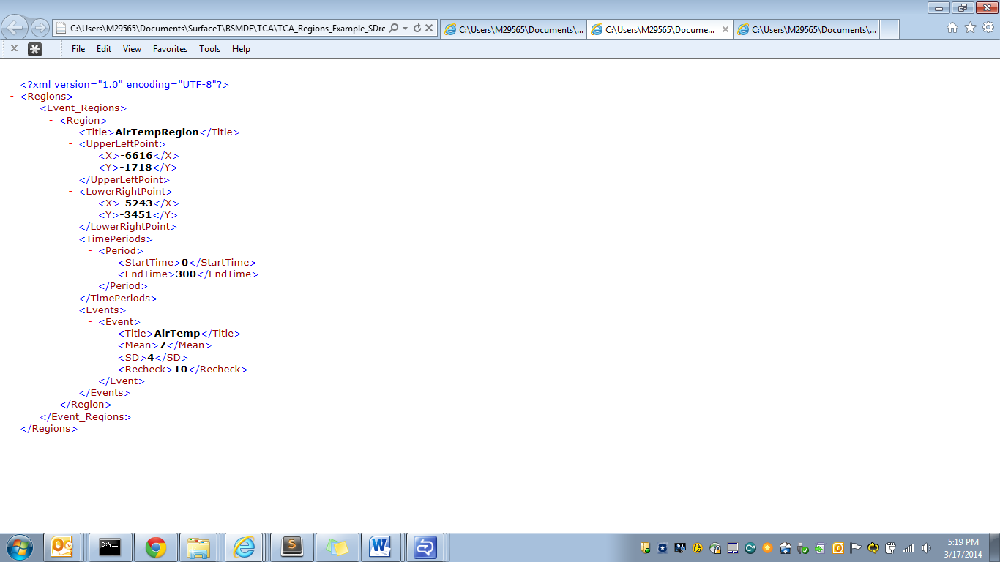 C:\Users\M29565\Documents\SurfaceT\BSMDE\TCA\TCA_Regions_Example_SDre
C:\Users\M29565\Documents\...
C:\Users\M29565\Docume...
C:\Users\M29565\Documents\...
File Edit View Favorites Tools Help
<?xml version="1.0" encoding="UTF-8"?>
- <Regions>
- <Event_Regions>
- <Region>
<Title>AirTempRegion</Title>
- <UpperLeftPoint>
<X>-6616</X>
<Y>-1718</Y>
</UpperLeftPoint>
- <LowerRightPoint>
<X>-5243</X>
<Y>-3451</Y>
</LowerRightPoint>
- <TimePeriods>
- <Period>
<StartTime>0</StartTime>
<EndTime>300</EndTime>
</Period>
</TimePeriods>
- <Events>
- <Event>
<Title>AirTemp</Title>
<Mean>7</Mean>
<SD>4</SD>
<Recheck>10</Recheck>
</Event>
</Events>
</Region>
</Event_Regions>
</Regions>
5:19 PM
3/17/2014